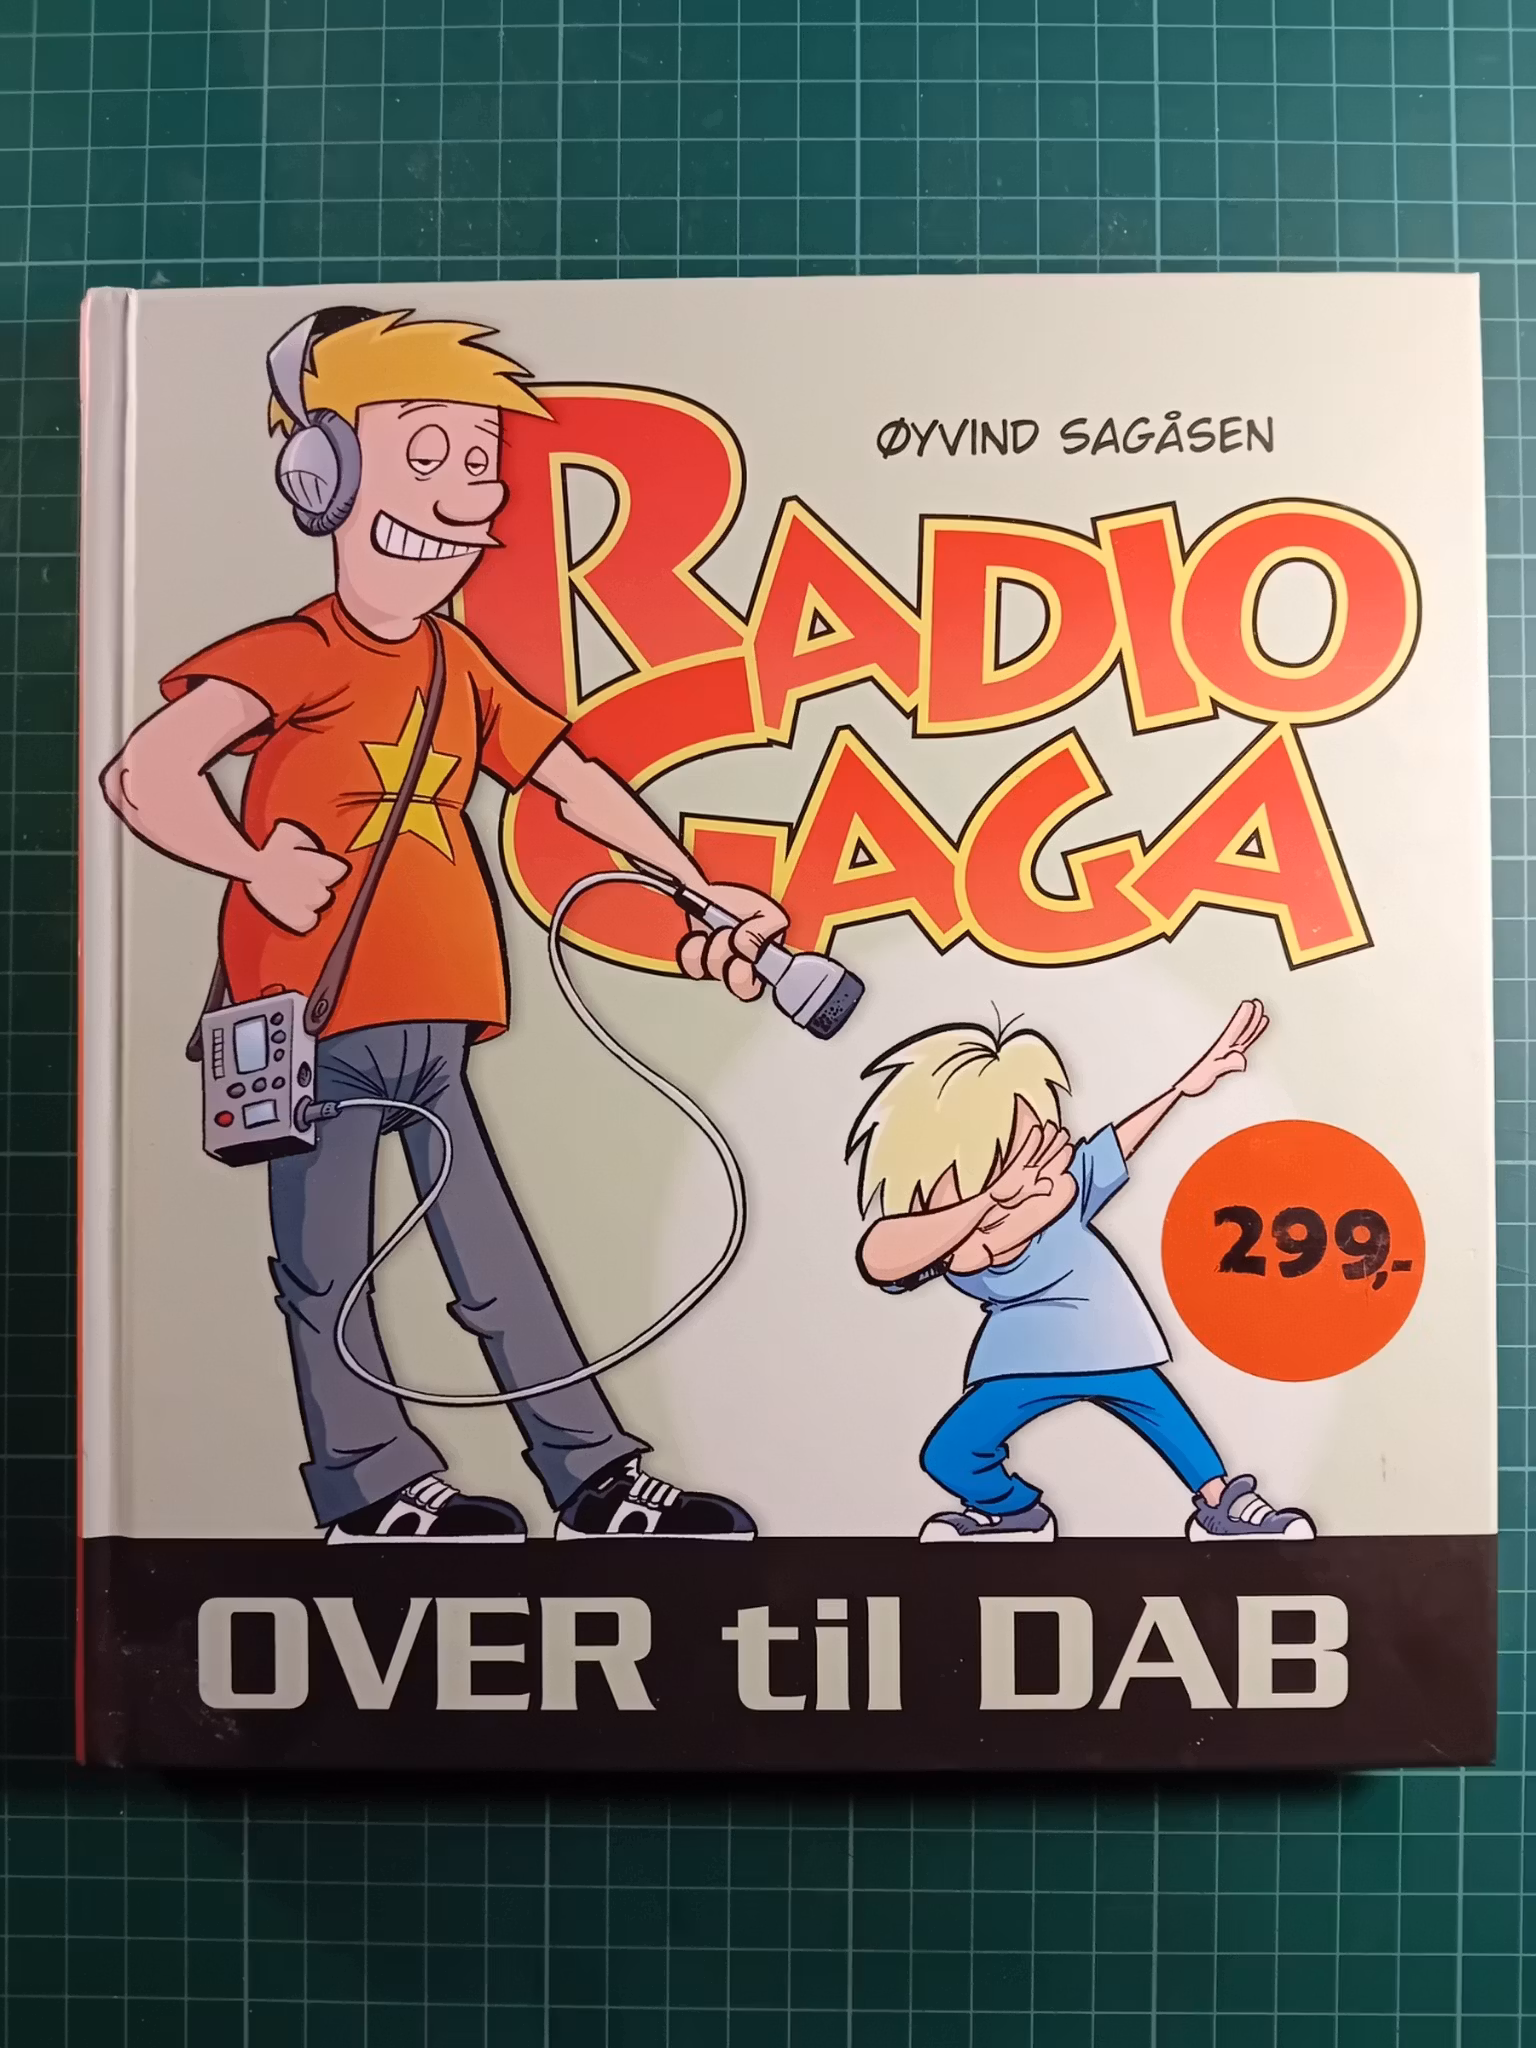 ØYVIND SAGÅSEN
RADIO
GAGA
299,-
OVER til DAB